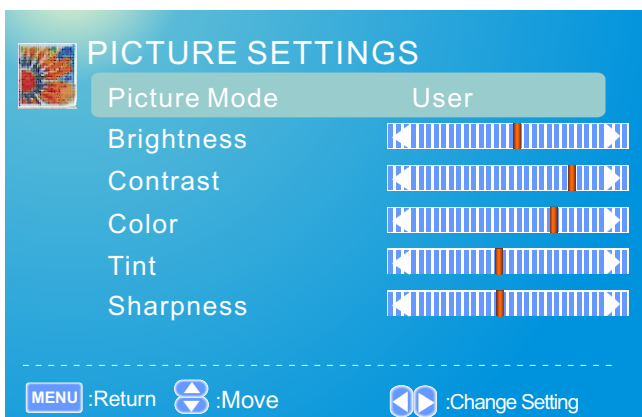 PICTURE SETTINGS
Picture Mode User
Brightness
Contrast
Color
Tint
Sharpness
MENU :Return :Move :Change Setting